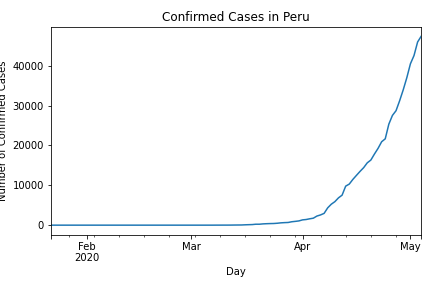 Confirmed Cases in Peru
Number of Confirmed Cases
40000
30000
20000
10000
0
Feb
2020
Mar
Apr
May
Day